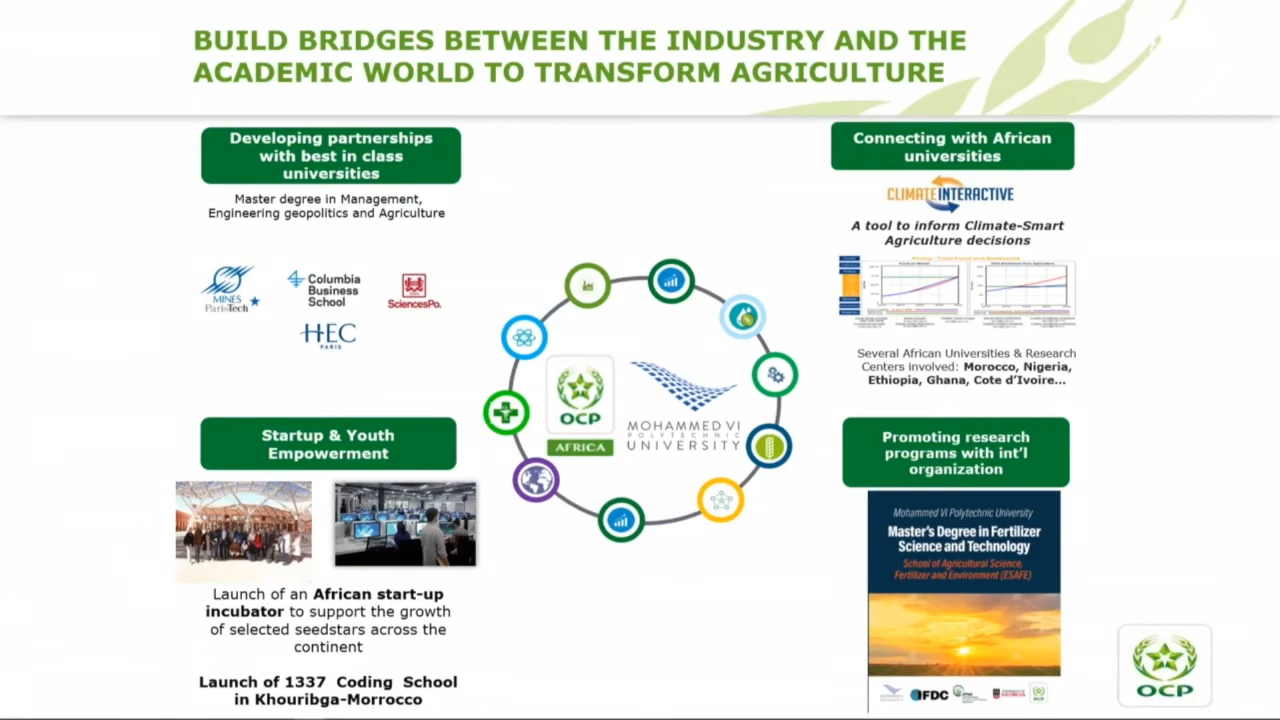 BUILD BRIDGES BETWEEN THE INDUSTRY AND THE
ACADEMIC WORLD TO TRANSFORM AGRICULTURE
Developing partnerships
with best in class
universities
Master degree in Management,
Engineering geopolitics and Agriculture
MINES
ParisTech
Columbia
Business
School
SciencesPo.
HEC
PARIS
Startup & Youth
Empowerment
Launch of an African start-up
incubator to support the growth
of selected seedstars across the
continent
Launch of 1337 Coding School
in Khouribga-Morrocco
OCP
AFRICA
MOHAMMED VI
POLYTECHNIC
UNIVERSITY
Connecting with African
universities
CLIMATE INTERACTIVE
A tool to inform Climate-Smart
Agriculture decisions
Several African Universities & Research
Centers involved: Morocco, Nigeria,
Ethiopia, Ghana, Cote d'Ivoire...
Promoting research
programs with int'l
organization
Mohammed VI Polytechnic University
Master's Degree in Fertilizer
Science and Technology
School of Agricultural Science,
Fertilizer and Environment (ESAFE)
IFDC
OCP